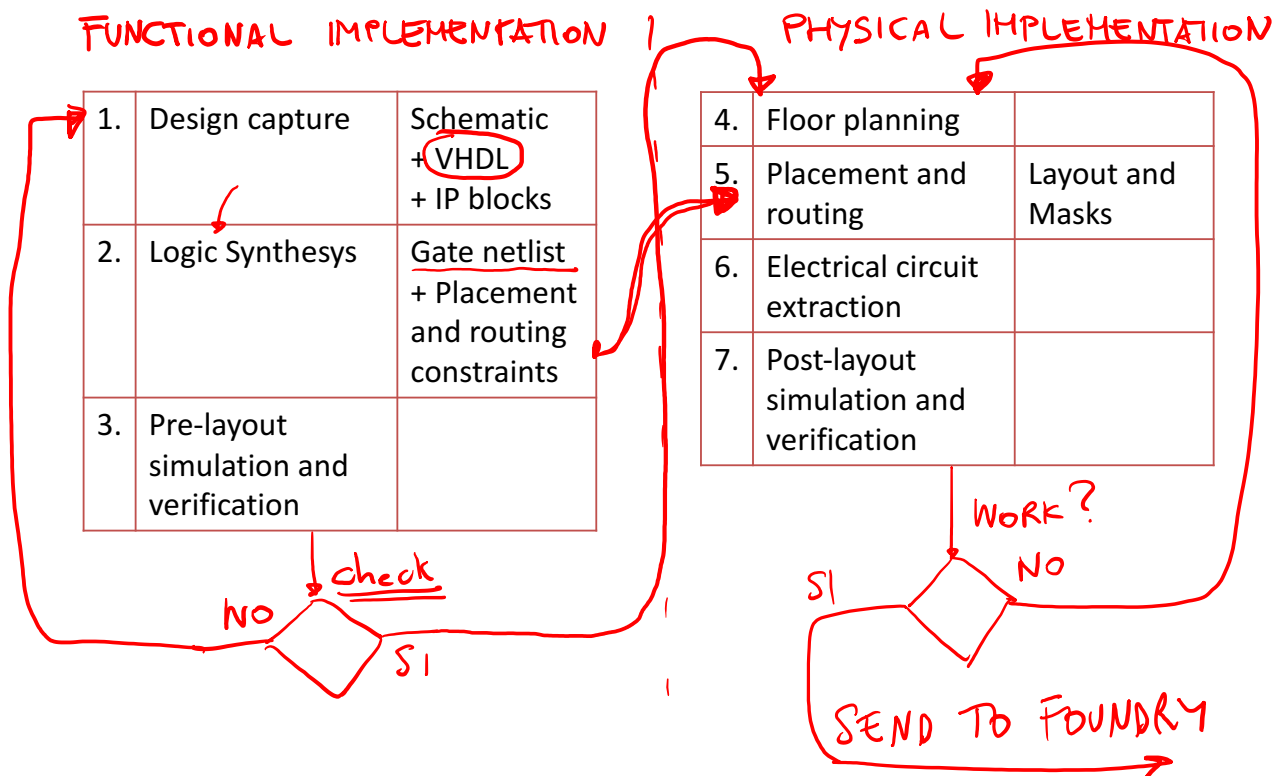 FUNCTIONAL IMPLEMENTATION
1. Design capture
Schematic
+ VHDL
+ IP blocks
2. Logic Synthesys
Gate netlist
+ Placement
and routing
constraints
3. Pre-layout
simulation and
verification
check
NO
SI
PHYSICAL IMPLEMENTATION
4. Floor planning
5. Placement and
routing
Layout and
Masks
6. Electrical circuit
extraction
7. Post-layout
simulation and
verification
WORK?
SI
NO
SEND TO FOUNDRY